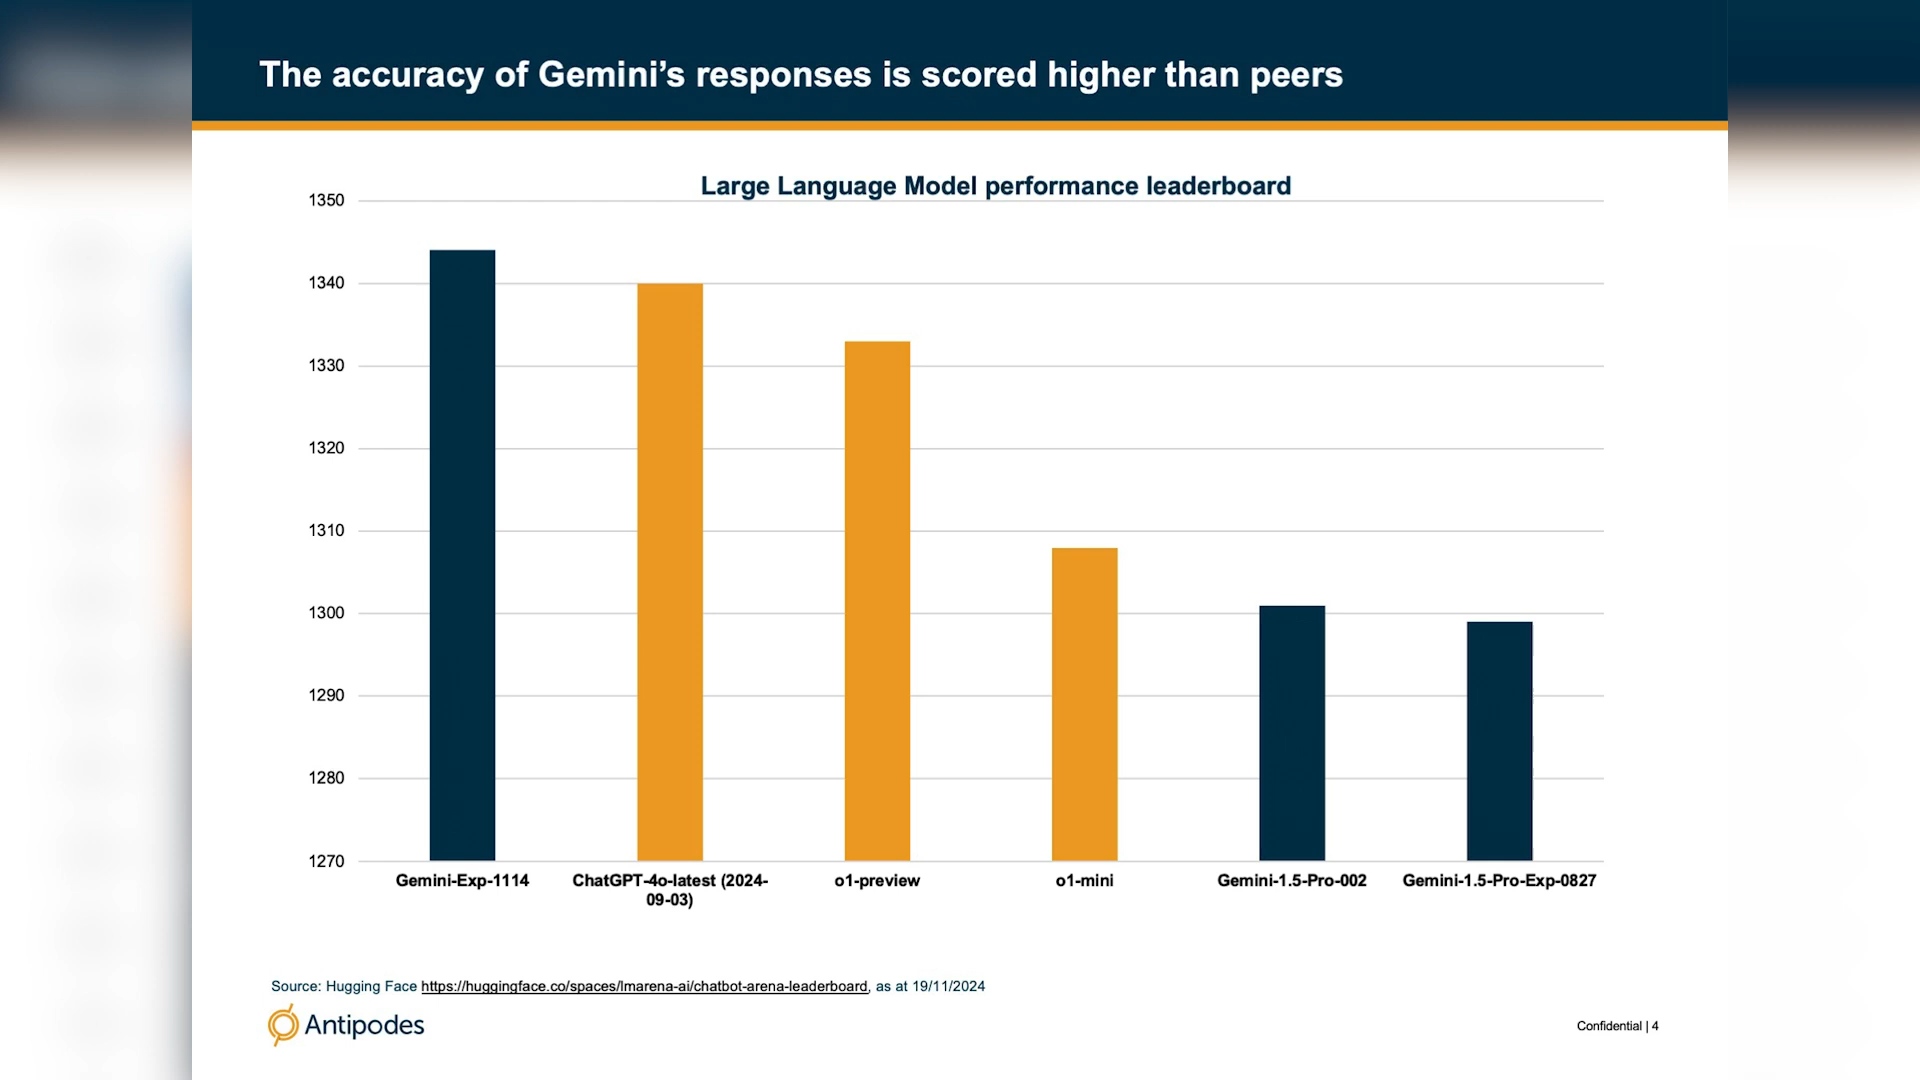 The accuracy of Gemini’s responses is scored higher than peers
Large Language Model performance leaderboard
1350
1340
1330
1320
1310
1300
1290
1280
1270
Gemini-Exp-1114
ChatGPT-4o-latest (2024-
09-03)
o1-preview
o1-mini
Gemini-1.5-Pro-002
Gemini-1.5-Pro-Exp-0827
Source: Hugging Face https://huggingface.co/spaces/lmarena-ai/chatbot-arena-leaderboard, as at 19/11/2024
Antipodes
Confidential | 4